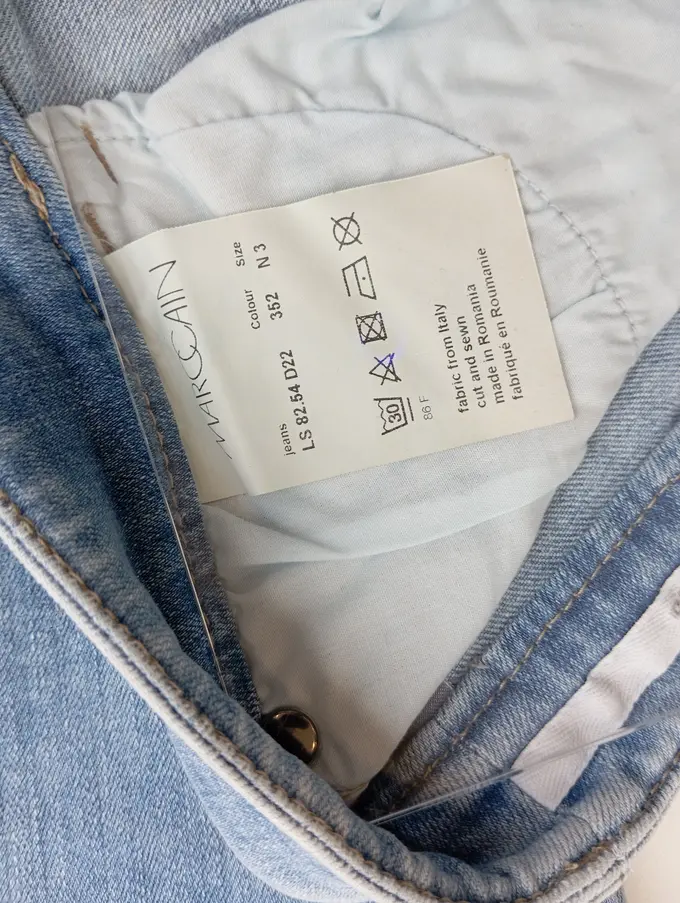 MARCCAIN
jeans Colour Size
LS 82.54 D22 352 N 3
30
86 F
fabric from Italy
cut and sewn
made in Romania
fabriqué en Roumanie